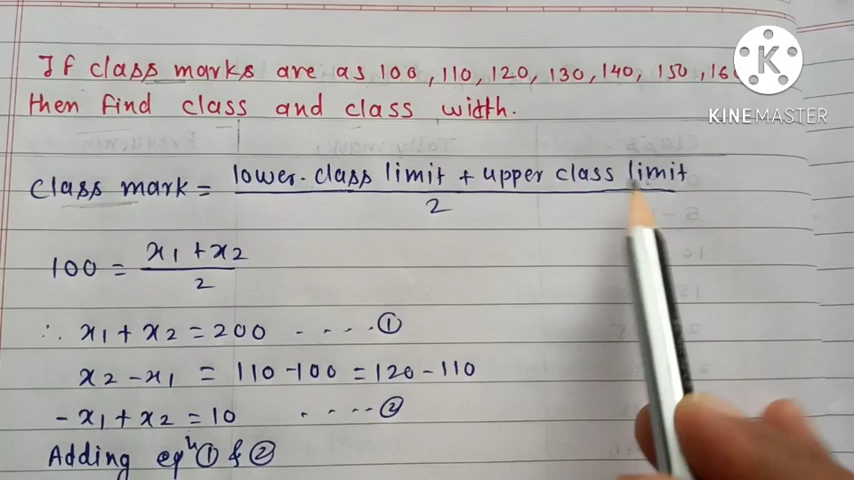 If class marks are as 100, 110, 120, 130, 140, 150, 16
then find class and class width.
class mark = lower class limit + upper class limit
2
100 = x₁ + x₂
2
∴ x₁ + x₂ = 200 ..... ①
x₂ - x₁ = 110 - 100 = 120 - 110
- x₁ + x₂ = 10 ..... ②
Adding eqⁿ ① & ②
K
KINEMASTER